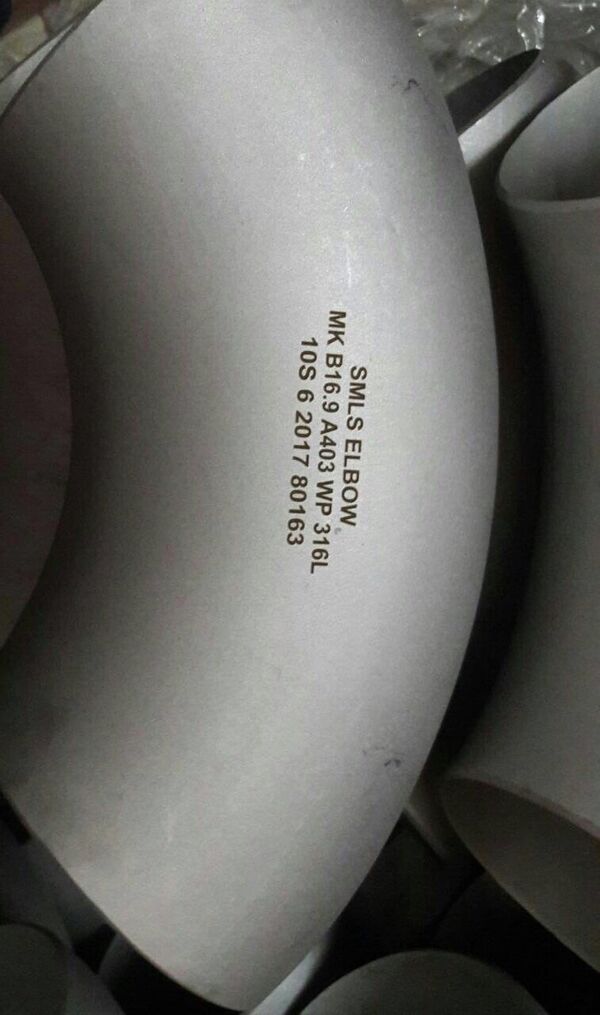 SMLS ELBOW
MK B16.9 A403 WP 316L
10S 6 2017 80163